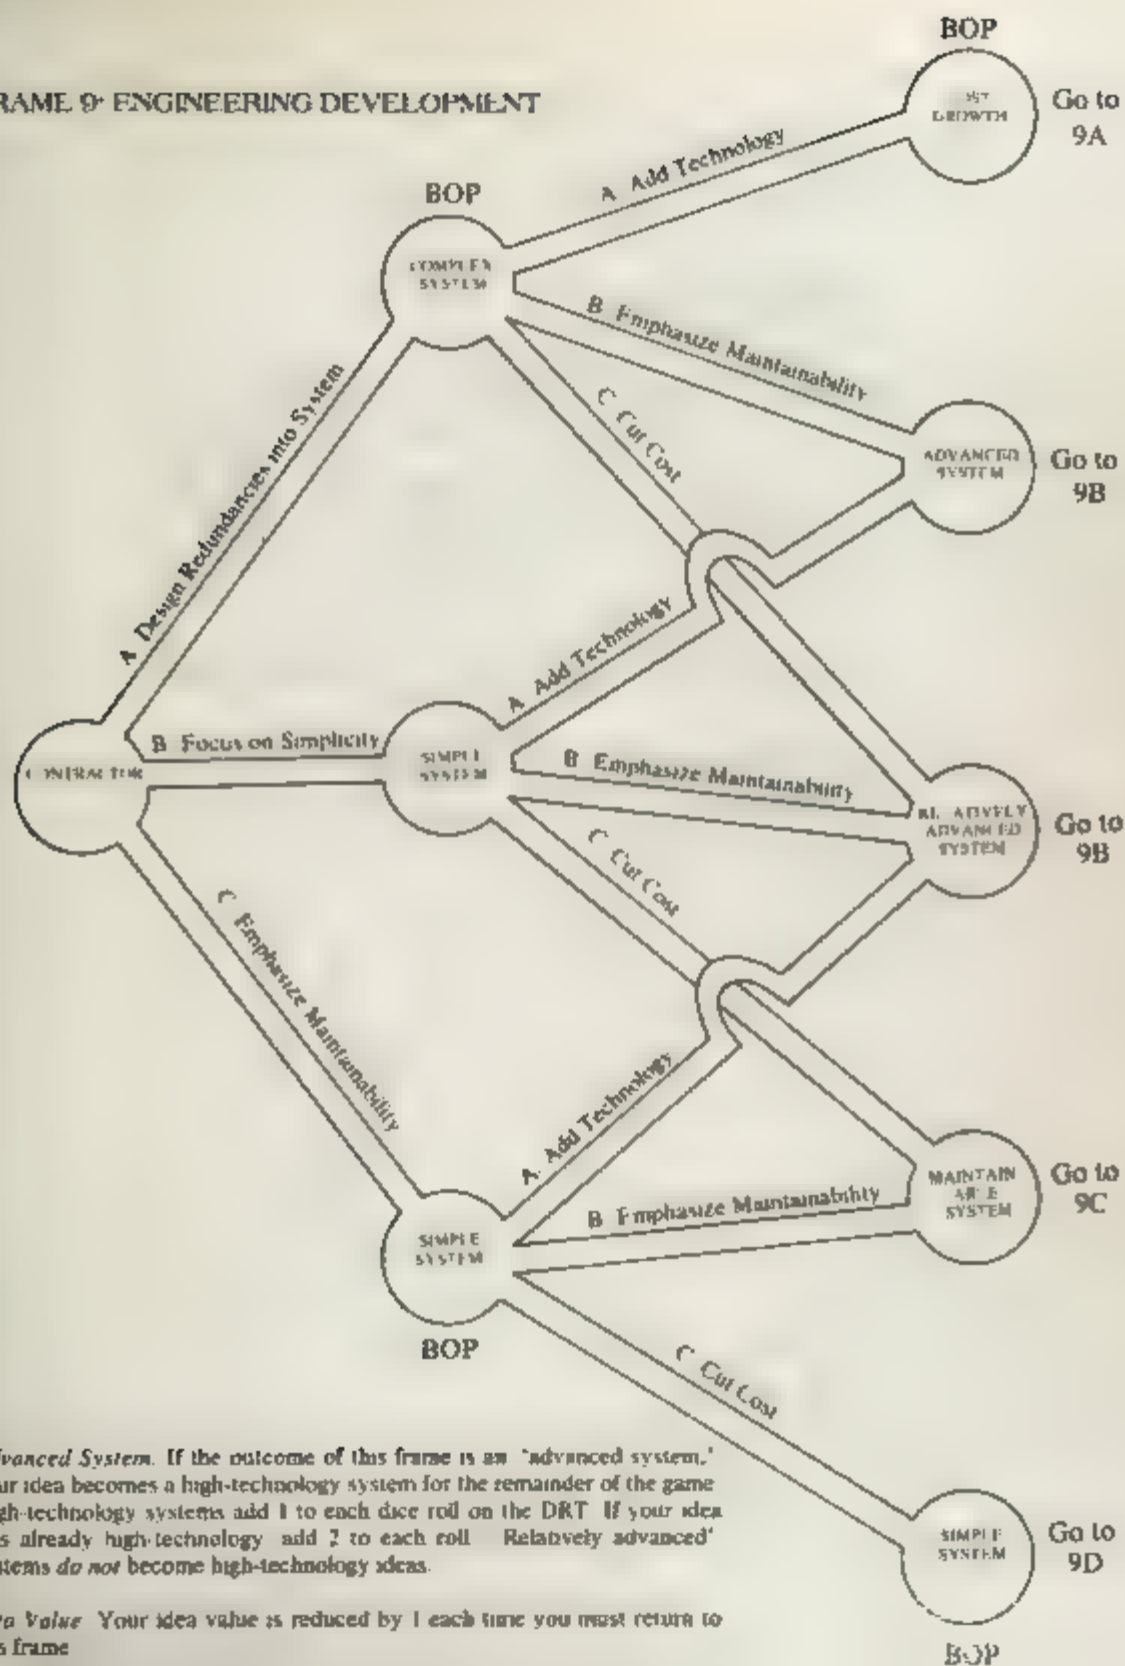 BOP
RAME 9: ENGINEERING DEVELOPMENT
GROWTH
Go to
9A
A Add Technology
BOP
COMPLEX
SYSTEM
B Emphasize Maintainability
C Cut Cost
ADVANCED
SYSTEM
Go to
9B
A Design Redundancies into System
A Add Technology
B Focus on Simplicity
SIMPLE
SYSTEM
B Emphasize Maintainability
CONTRACTOR
ADVANCED
SYSTEM
Go to
9B
C Cut Cost
C Emphasize Maintainability
A. Add Technology
MAINTAIN
SYSTEM
Go to
9C
B Emphasize Maintainability
SIMPLE
SYSTEM
BOP
C Cut Cost
SIMPLE
SYSTEM
Go to
9D
BOP
vanced System. If the outcome of this frame is an "advanced system,"
ur idea becomes a high-technology system for the remainder of the game
gh-technology systems add 1 to each dice roll on the DRT If your idea
s already high-technology add 2 to each roll Relatively advanced"
stems do not become high-technology ideas.
Value Your idea value is reduced by 1 each time you must return to
s frame